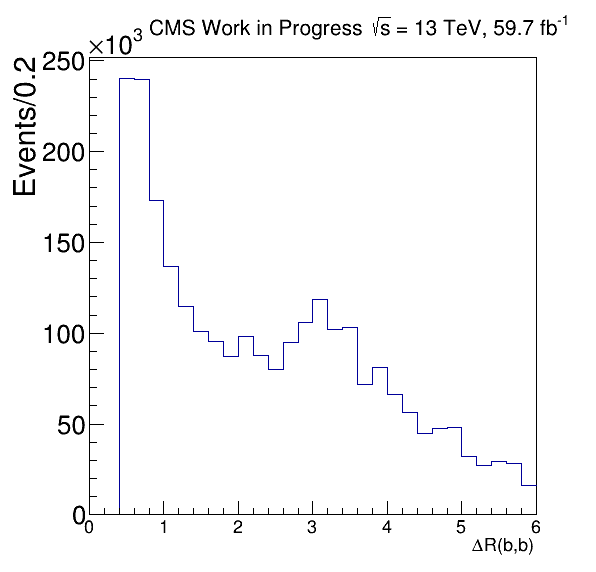 ×10³ CMS Work in Progress √s = 13 TeV, 59.7 fb⁻¹
Events/0.2
250
200
150
100
50
0
0 1 2 3 4 5 6
ΔR(b,b)